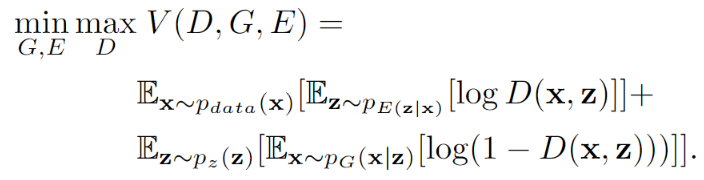 min max V(D, G, E) =
G,E D
𝔼_{𝐱∼p_{data}(𝐱)}[𝔼_{𝐳∼p_{E(𝐳|𝐱)}}[log D(𝐱, 𝐳)]]+
𝔼_{𝐳∼p_z(𝐳)}[𝔼_{𝐱∼p_G(𝐱|𝐳)}[log(1 − D(𝐱, 𝐳)))]].